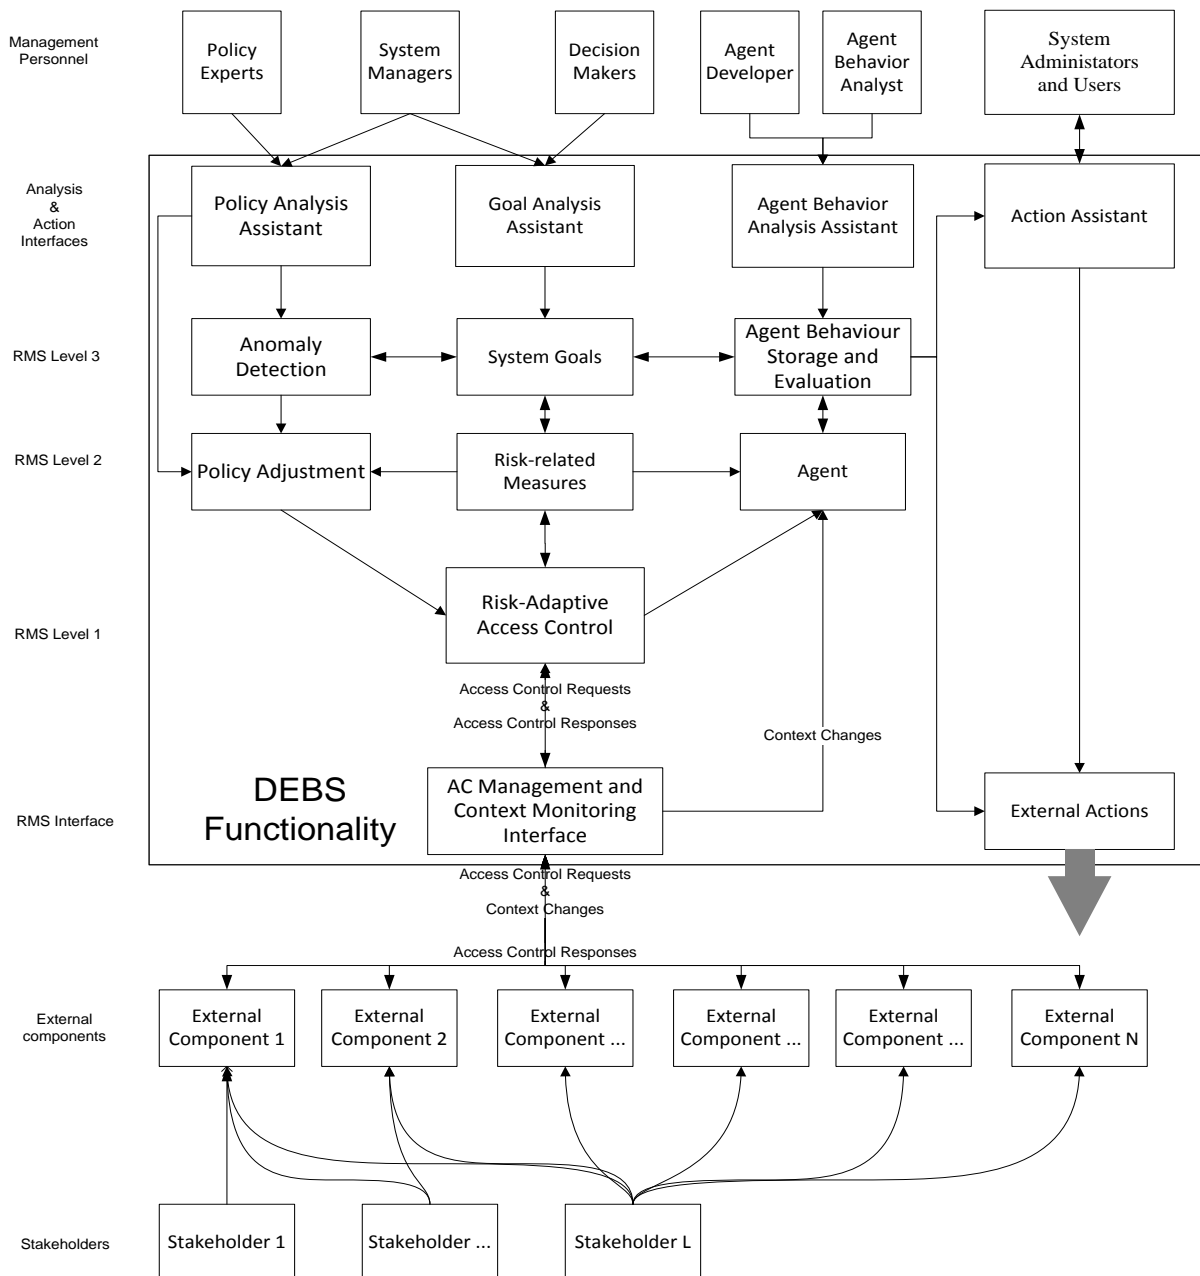 Management
Personnel
Policy
Experts
System
Managers
Decision
Makers
Agent
Developer
Agent
Behavior
Analyst
System
Administators
and Users
Analysis
&
Action
Interfaces
Policy Analysis
Assistant
Goal Analysis
Assistant
Agent Behavior
Analysis Assistant
Action Assistant
RMS Level 3
Anomaly
Detection
System Goals
Agent Behaviour
Storage and
Evaluation
RMS Level 2
Policy Adjustment
Risk-related
Measures
Agent
RMS Level 1
Risk-Adaptive
Access Control
Access Control Requests
&
Access Control Responses
Context Changes
RMS Interface
DEBS
Functionality
AC Management and
Context Monitoring
Interface
External Actions
Access Control Requests
&
Context Changes
Access Control Responses
External
components
External
Component 1
External
Component 2
External
Component ...
External
Component ...
External
Component ...
External
Component N
Stakeholders
Stakeholder 1
Stakeholder ...
Stakeholder L